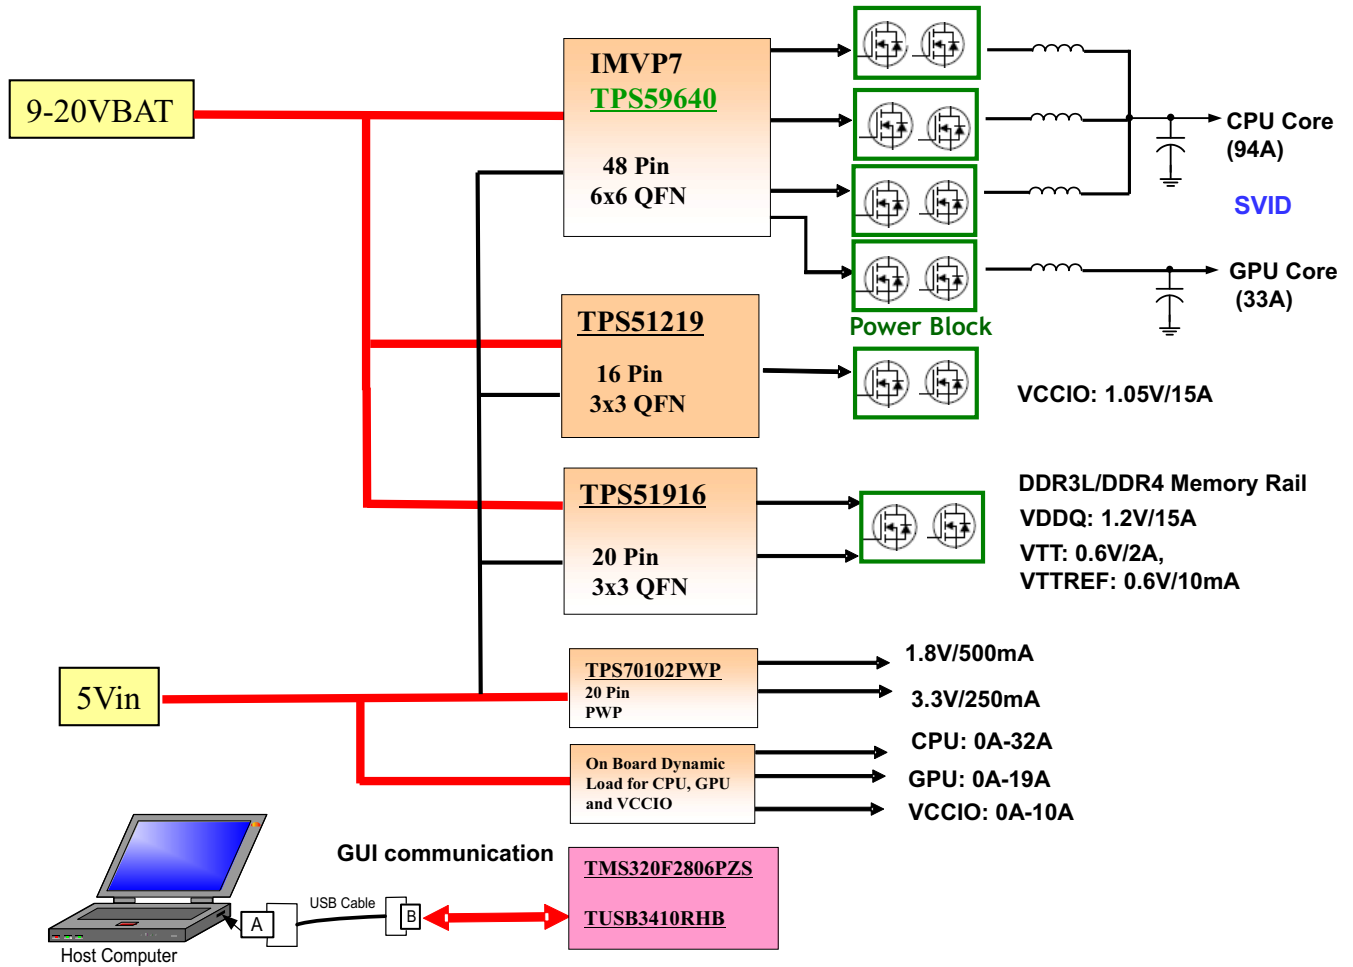 9-20VBAT
IMVP7
TPS59640
48 Pin
6x6 QFN
CPU Core
(94A)
SVID
GPU Core
(33A)
Power Block
TPS51219
16 Pin
3x3 QFN
VCCIO: 1.05V/15A
TPS51916
20 Pin
3x3 QFN
DDR3L/DDR4 Memory Rail
VDDQ: 1.2V/15A
VTT: 0.6V/2A,
VTTREF: 0.6V/10mA
5Vin
TPS70102PWP
20 Pin
PWP
1.8V/500mA
3.3V/250mA
On Board Dynamic
Load for CPU, GPU
and VCCIO
CPU: 0A-32A
GPU: 0A-19A
VCCIO: 0A-10A
GUI communication
USB Cable
A
B
Host Computer
TMS320F2806PZS
TUSB3410RHB